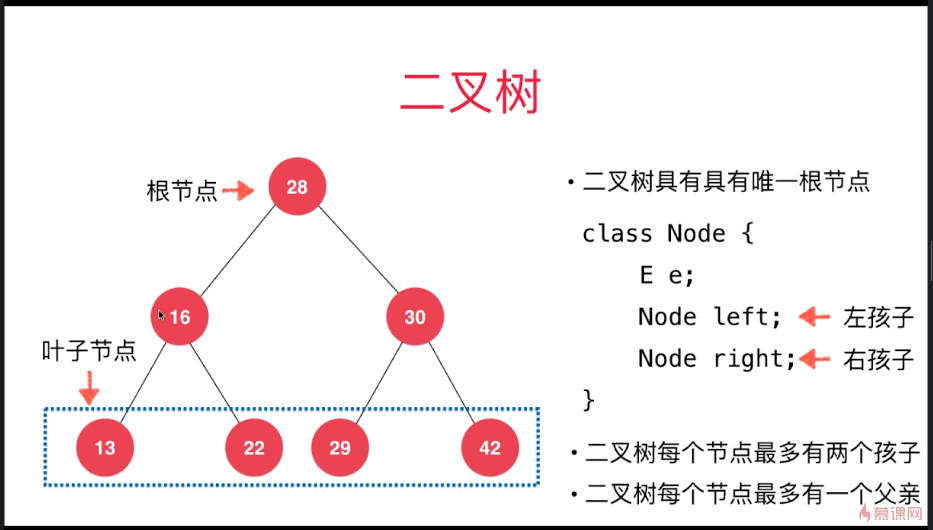 二叉树
根节点
28
16
30
叶子节点
13
22
29
42
• 二叉树具有具有唯一根节点
class Node {
E e;
Node left;
左孩子
Node right;
右孩子
}
• 二叉树每个节点最多有两个孩子
• 二叉树每个节点最多有一个父亲
慕课网